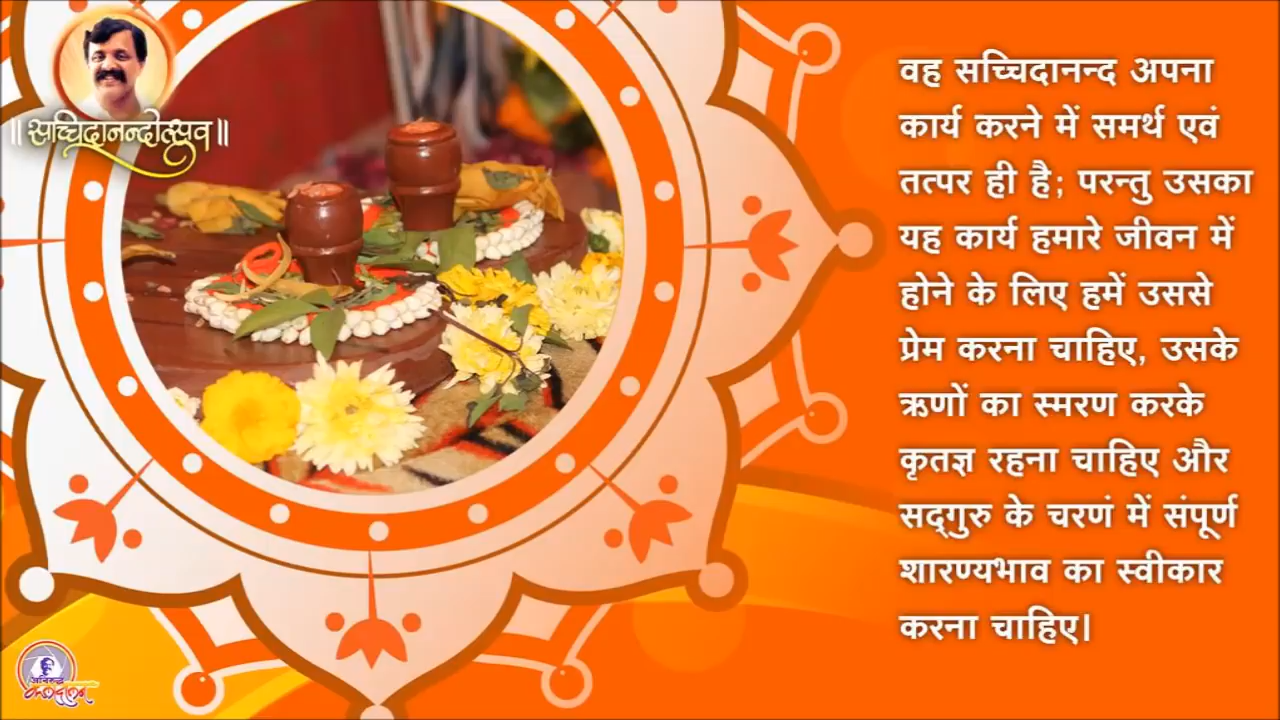 ॥ सच्चिदानन्दोत्सव ॥
वह सच्चिदानन्द अपना
कार्य करने में समर्थ एवं
तत्पर ही है; परन्तु उसका
यह कार्य हमारे जीवन में
होने के लिए हमें उससे
प्रेम करना चाहिए, उसके
ऋणों का स्मरण करके
कृतज्ञ रहना चाहिए और
सद्‌गुरु के चरणं में संपूर्ण
शारण्यभाव का स्वीकार
करना चाहिए।